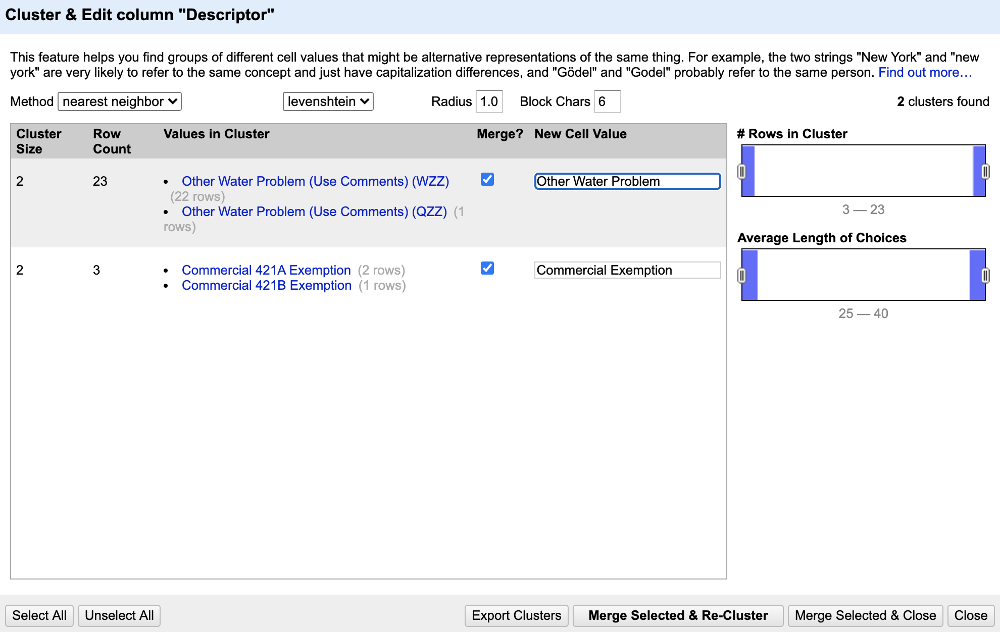 Cluster & Edit column "Descriptor"
This feature helps you find groups of different cell values that might be alternative representations of the same thing. For example, the two strings "New York" and "new
york" are very likely to refer to the same concept and just have capitalization differences, and "Gödel" and "Godel" probably refer to the same person. Find out more…
Method nearest neighbor levenshtein Radius 1.0 Block Chars 6 2 clusters found
Cluster Size Row Count Values in Cluster Merge? New Cell Value
2 23 • Other Water Problem (Use Comments) (WZZ) Other Water Problem
(22 rows)
• Other Water Problem (Use Comments) (QZZ) (1
rows)
2 3 • Commercial 421A Exemption (2 rows) Commercial Exemption
• Commercial 421B Exemption (1 rows)
# Rows in Cluster
3 — 23
Average Length of Choices
25 — 40
Select All Unselect All Export Clusters Merge Selected & Re-Cluster Merge Selected & Close Close